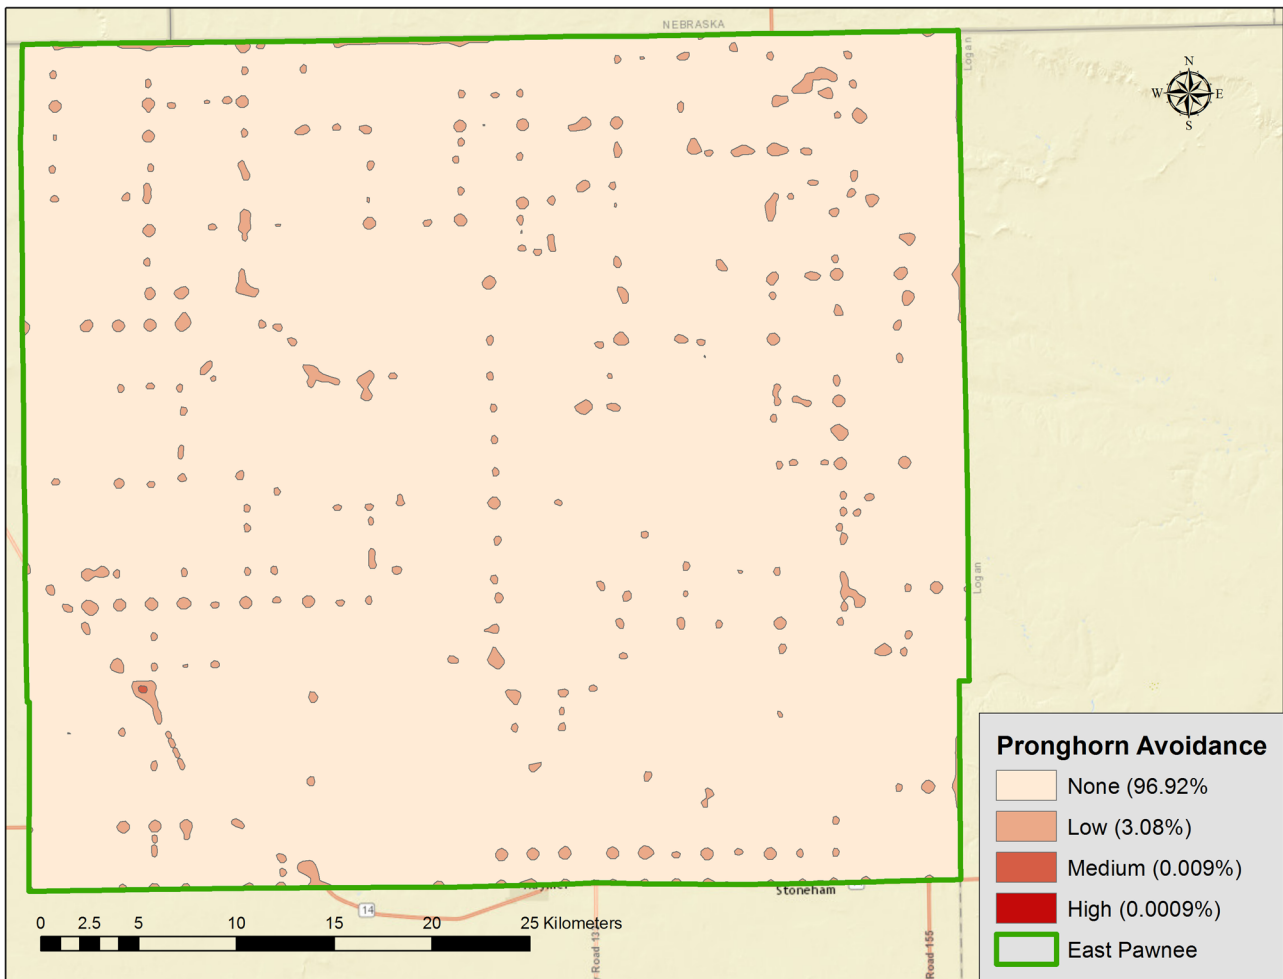 NEBRASKA
Logan
N
W E
S
Logan
Pronghorn Avoidance
None (96.92%
Low (3.08%)
Medium (0.009%)
High (0.0009%)
East Pawnee
Stoneham
14
0 2.5 5 10 15 20 25 Kilometers
Road 155